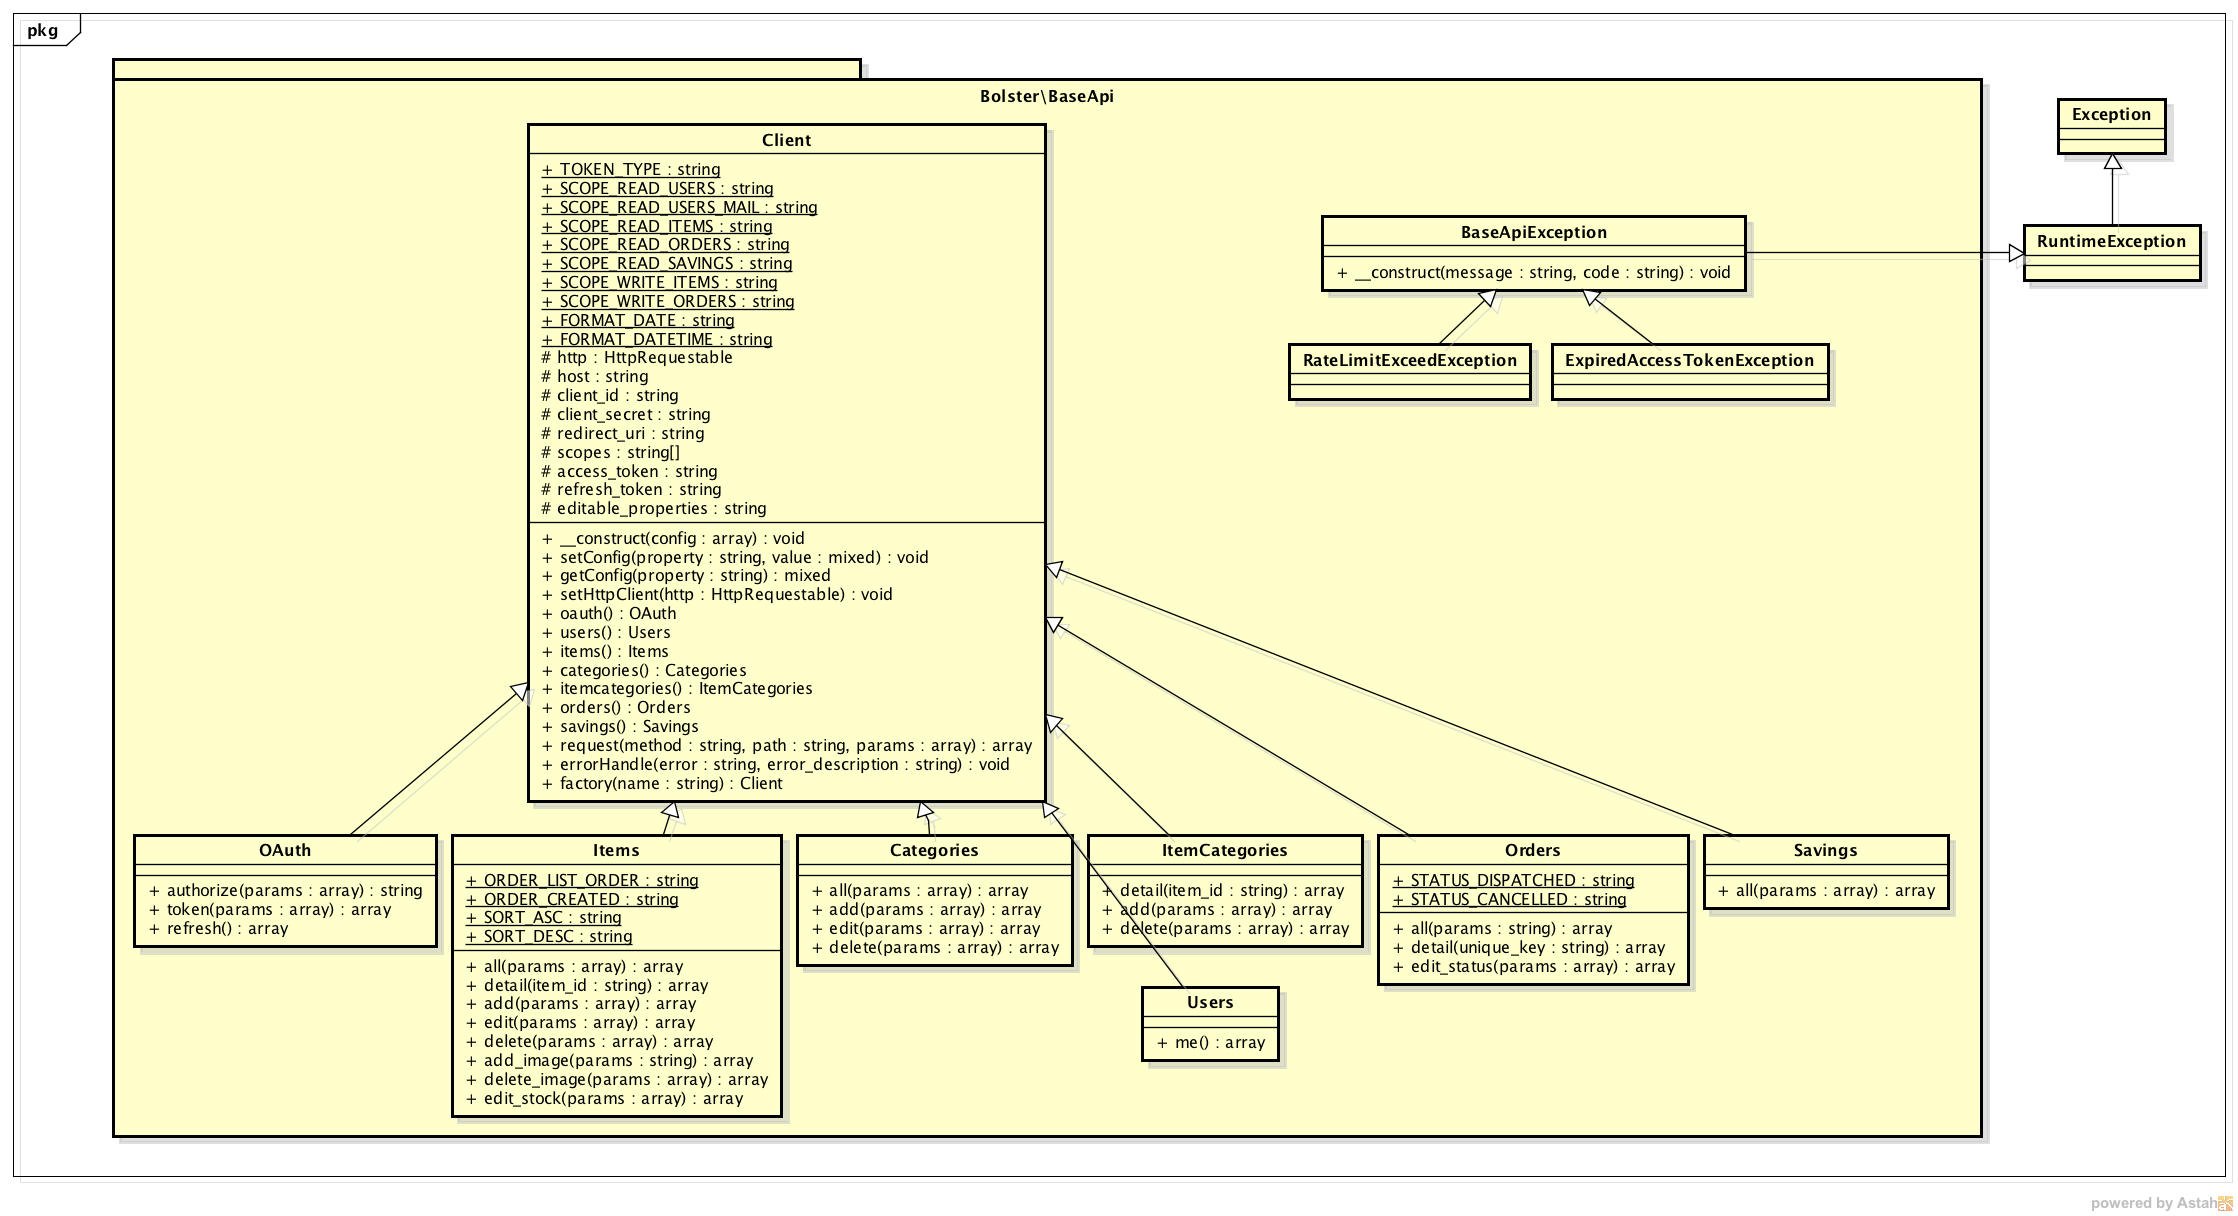 pkg
Bolster\BaseApi
Client
+ TOKEN_TYPE : string
+ SCOPE_READ_USERS : string
+ SCOPE_READ_USERS_MAIL : string
+ SCOPE_READ_ITEMS : string
+ SCOPE_READ_ORDERS : string
+ SCOPE_READ_SAVINGS : string
+ SCOPE_WRITE_ITEMS : string
+ SCOPE_WRITE_ORDERS : string
+ FORMAT_DATE : string
+ FORMAT_DATETIME : string
# http : HttpRequestable
# host : string
# client_id : string
# client_secret : string
# redirect_uri : string
# scopes : string[]
# access_token : string
# refresh_token : string
# editable_properties : string
+ __construct(config : array) : void
+ setConfig(property : string, value : mixed) : void
+ getConfig(property : string) : mixed
+ setHttpClient(http : HttpRequestable) : void
+ oauth() : OAuth
+ users() : Users
+ items() : Items
+ categories() : Categories
+ itemcategories() : ItemCategories
+ orders() : Orders
+ savings() : Savings
+ request(method : string, path : string, params : array) : array
+ errorHandle(error : string, error_description : string) : void
+ factory(name : string) : Client
BaseApiException
+ __construct(message : string, code : string) : void
RateLimitExceedException
ExpiredAccessTokenException
Exception
RuntimeException
OAuth
+ authorize(params : array) : string
+ token(params : array) : array
+ refresh() : array
Items
+ ORDER_LIST_ORDER : string
+ ORDER_CREATED : string
+ SORT_ASC : string
+ SORT_DESC : string
+ all(params : array) : array
+ detail(item_id : string) : array
+ add(params : array) : array
+ edit(params : array) : array
+ delete(params : array) : array
+ add_image(params : string) : array
+ delete_image(params : array) : array
+ edit_stock(params : array) : array
Categories
+ all(params : array) : array
+ add(params : array) : array
+ edit(params : array) : array
+ delete(params : array) : array
ItemCategories
+ detail(item_id : string) : array
+ add(params : array) : array
+ delete(params : array) : array
Users
+ me() : array
Orders
+ STATUS_DISPATCHED : string
+ STATUS_CANCELLED : string
+ all(params : string) : array
+ detail(unique_key : string) : array
+ edit_status(params : array) : array
Savings
+ all(params : array) : array
powered by Astah